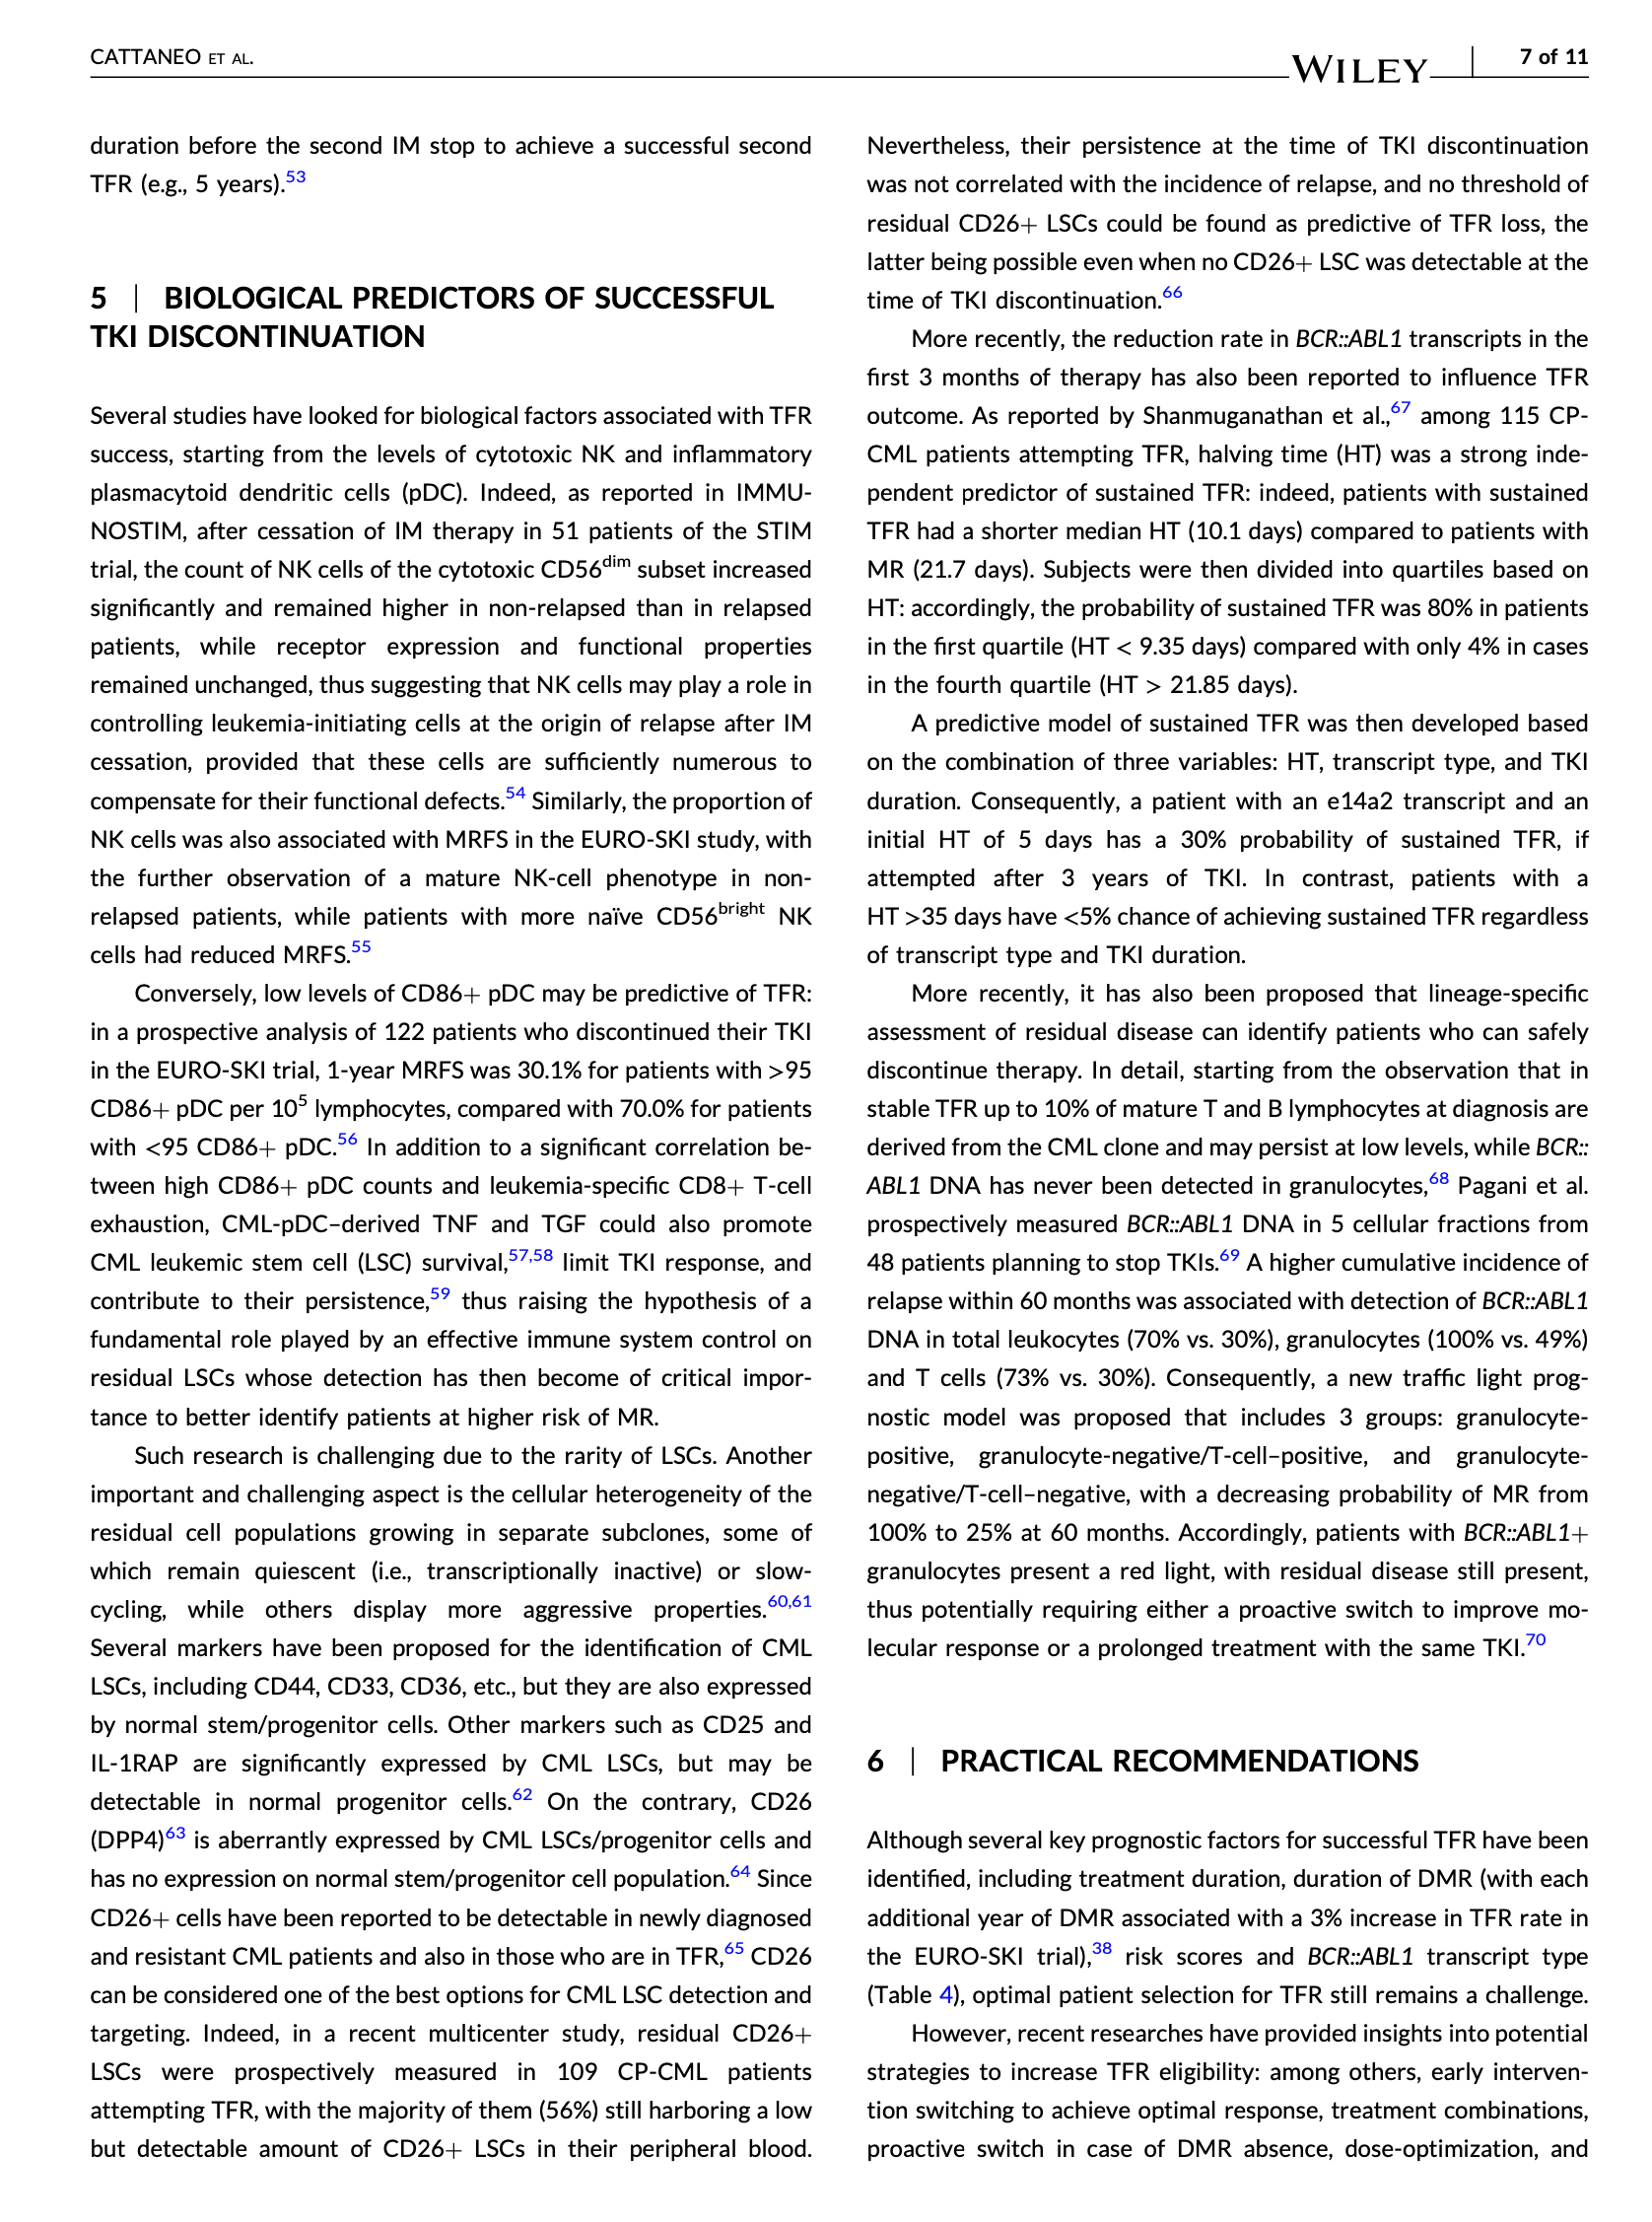 CATTANEO ET AL.
WILEY
7 of 11
duration before the second IM stop to achieve a successful second
TFR (e.g., 5 years).53
5 | BIOLOGICAL PREDICTORS OF SUCCESSFUL
TKI DISCONTINUATION
Several studies have looked for biological factors associated with TFR
success, starting from the levels of cytotoxic NK and inflammatory
plasmacytoid dendritic cells (pDC). Indeed, as reported in IMMU-
NOSTIM, after cessation of IM therapy in 51 patients of the STIM
trial, the count of NK cells of the cytotoxic CD56dim subset increased
significantly and remained higher in non-relapsed than in relapsed
patients, while receptor expression and functional properties
remained unchanged, thus suggesting that NK cells may play a role in
controlling leukemia-initiating cells at the origin of relapse after IM
cessation, provided that these cells are sufficiently numerous to
compensate for their functional defects.54 Similarly, the proportion of
NK cells was also associated with MRFS in the EURO-SKI study, with
the further observation of a mature NK-cell phenotype in non-
relapsed patients, while patients with more naïve CD56bright NK
cells had reduced MRFS.55
Conversely, low levels of CD86+ pDC may be predictive of TFR:
in a prospective analysis of 122 patients who discontinued their TKI
in the EURO-SKI trial, 1-year MRFS was 30.1% for patients with >95
CD86+ pDC per 10⁵ lymphocytes, compared with 70.0% for patients
with <95 CD86+ pDC.56 In addition to a significant correlation be-
tween high CD86+ pDC counts and leukemia-specific CD8+ T-cell
exhaustion, CML-pDC–derived TNF and TGF could also promote
CML leukemic stem cell (LSC) survival,57,58 limit TKI response, and
contribute to their persistence,59 thus raising the hypothesis of a
fundamental role played by an effective immune system control on
residual LSCs whose detection has then become of critical impor-
tance to better identify patients at higher risk of MR.
Such research is challenging due to the rarity of LSCs. Another
important and challenging aspect is the cellular heterogeneity of the
residual cell populations growing in separate subclones, some of
which remain quiescent (i.e., transcriptionally inactive) or slow-
cycling, while others display more aggressive properties.60,61
Several markers have been proposed for the identification of CML
LSCs, including CD44, CD33, CD36, etc., but they are also expressed
by normal stem/progenitor cells. Other markers such as CD25 and
IL-1RAP are significantly expressed by CML LSCs, but may be
detectable in normal progenitor cells.62 On the contrary, CD26
(DPP4)63 is aberrantly expressed by CML LSCs/progenitor cells and
has no expression on normal stem/progenitor cell population.64 Since
CD26+ cells have been reported to be detectable in newly diagnosed
and resistant CML patients and also in those who are in TFR,65 CD26
can be considered one of the best options for CML LSC detection and
targeting. Indeed, in a recent multicenter study, residual CD26+
LSCs were prospectively measured in 109 CP-CML patients
attempting TFR, with the majority of them (56%) still harboring a low
but detectable amount of CD26+ LSCs in their peripheral blood.
Nevertheless, their persistence at the time of TKI discontinuation
was not correlated with the incidence of relapse, and no threshold of
residual CD26+ LSCs could be found as predictive of TFR loss, the
latter being possible even when no CD26+ LSC was detectable at the
time of TKI discontinuation.66
More recently, the reduction rate in BCR::ABL1 transcripts in the
first 3 months of therapy has also been reported to influence TFR
outcome. As reported by Shanmuganathan et al.,67 among 115 CP-
CML patients attempting TFR, halving time (HT) was a strong inde-
pendent predictor of sustained TFR: indeed, patients with sustained
TFR had a shorter median HT (10.1 days) compared to patients with
MR (21.7 days). Subjects were then divided into quartiles based on
HT: accordingly, the probability of sustained TFR was 80% in patients
in the first quartile (HT < 9.35 days) compared with only 4% in cases
in the fourth quartile (HT > 21.85 days).
A predictive model of sustained TFR was then developed based
on the combination of three variables: HT, transcript type, and TKI
duration. Consequently, a patient with an e14a2 transcript and an
initial HT of 5 days has a 30% probability of sustained TFR, if
attempted after 3 years of TKI. In contrast, patients with a
HT >35 days have <5% chance of achieving sustained TFR regardless
of transcript type and TKI duration.
More recently, it has also been proposed that lineage-specific
assessment of residual disease can identify patients who can safely
discontinue therapy. In detail, starting from the observation that in
stable TFR up to 10% of mature T and B lymphocytes at diagnosis are
derived from the CML clone and may persist at low levels, while BCR::
ABL1 DNA has never been detected in granulocytes,68 Pagani et al.
prospectively measured BCR::ABL1 DNA in 5 cellular fractions from
48 patients planning to stop TKIs.69 A higher cumulative incidence of
relapse within 60 months was associated with detection of BCR::ABL1
DNA in total leukocytes (70% vs. 30%), granulocytes (100% vs. 49%)
and T cells (73% vs. 30%). Consequently, a new traffic light prog-
nostic model was proposed that includes 3 groups: granulocyte-
positive, granulocyte-negative/T-cell–positive, and granulocyte-
negative/T-cell–negative, with a decreasing probability of MR from
100% to 25% at 60 months. Accordingly, patients with BCR::ABL1+
granulocytes present a red light, with residual disease still present,
thus potentially requiring either a proactive switch to improve mo-
lecular response or a prolonged treatment with the same TKI.70
6 | PRACTICAL RECOMMENDATIONS
Although several key prognostic factors for successful TFR have been
identified, including treatment duration, duration of DMR (with each
additional year of DMR associated with a 3% increase in TFR rate in
the EURO-SKI trial),38 risk scores and BCR::ABL1 transcript type
(Table 4), optimal patient selection for TFR still remains a challenge.
However, recent researches have provided insights into potential
strategies to increase TFR eligibility: among others, early interven-
tion switching to achieve optimal response, treatment combinations,
proactive switch in case of DMR absence, dose-optimization, and